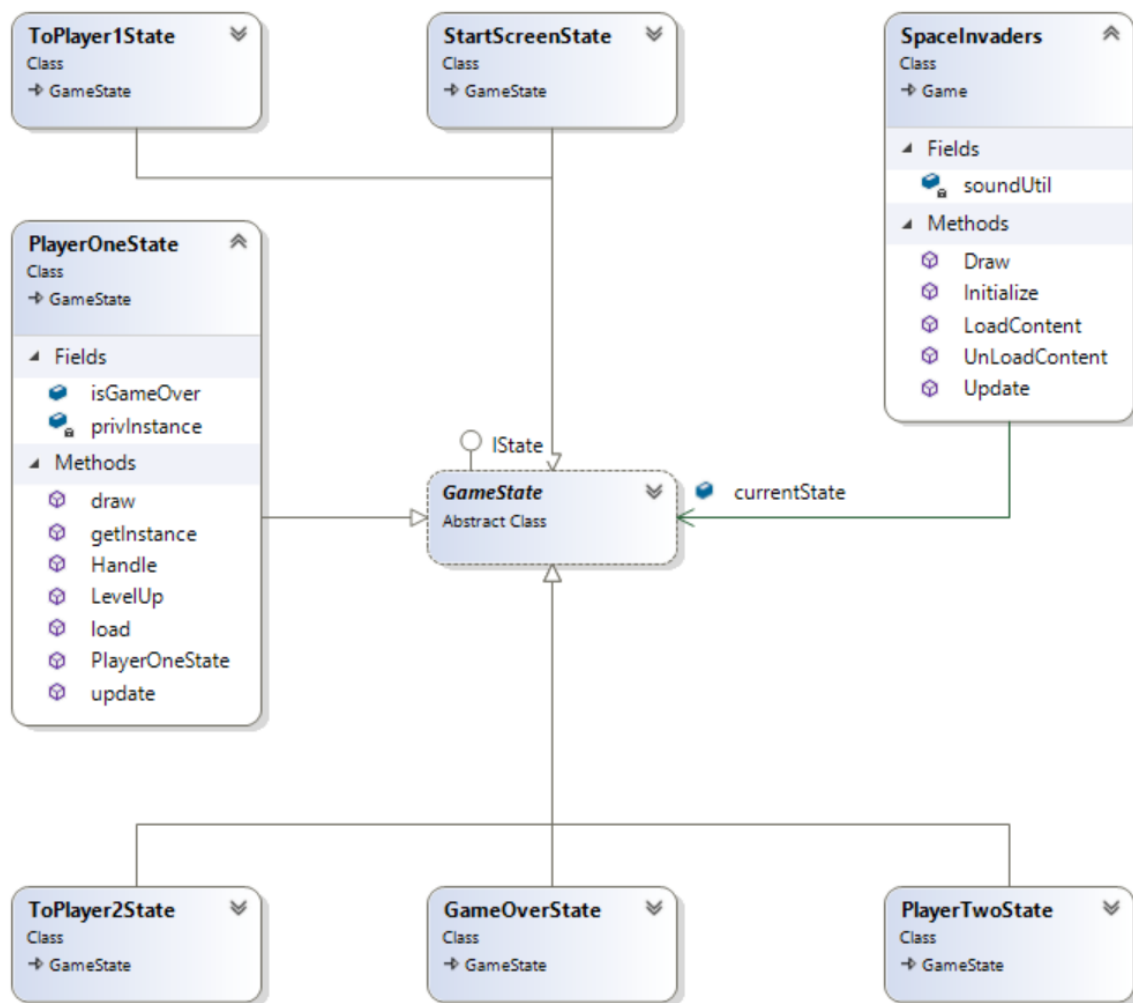 ToPlayer1State
Class
GameState
StartScreenState
Class
GameState
SpaceInvaders
Class
Game
Fields
soundUtil
Methods
Draw
Initialize
LoadContent
UnLoadContent
Update
PlayerOneState
Class
GameState
Fields
isGameOver
privInstance
Methods
draw
getInstance
Handle
LevelUp
load
PlayerOneState
update
IState
GameState
Abstract Class
currentState
ToPlayer2State
Class
GameState
GameOverState
Class
GameState
PlayerTwoState
Class
GameState